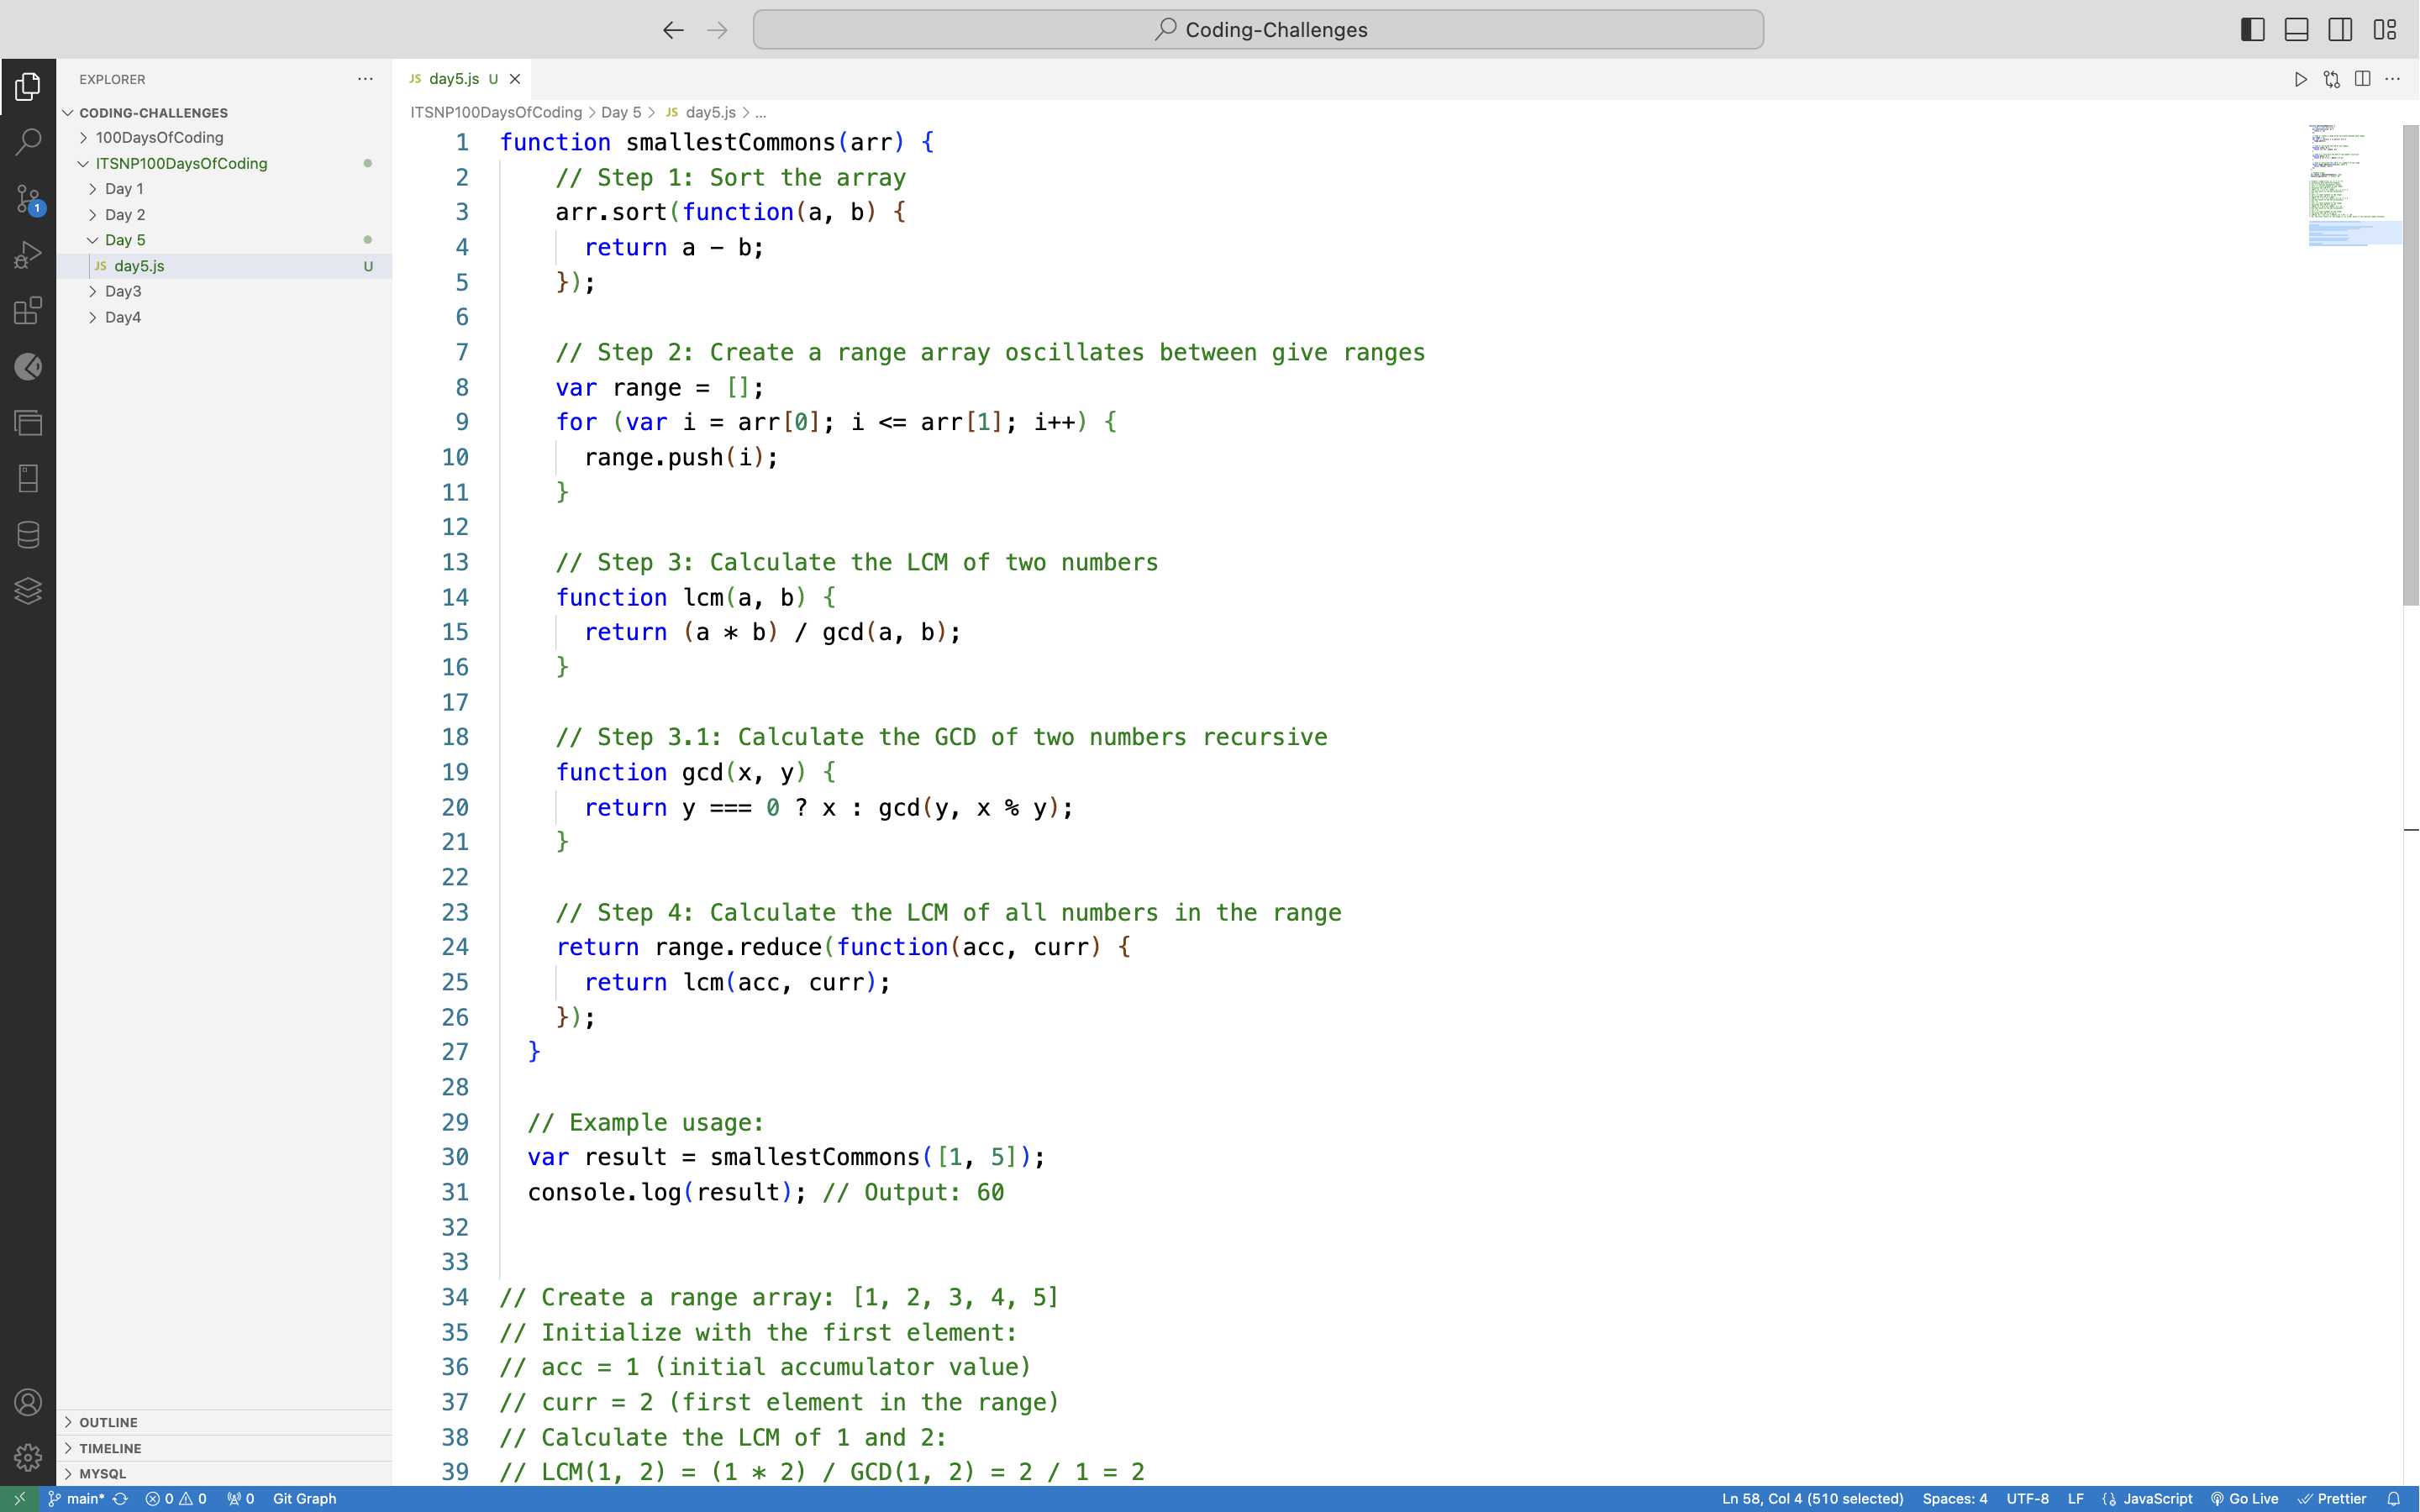 Coding-Challenges
EXPLORER
CODING-CHALLENGES
100DaysOfCoding
ITSNP100DaysOfCoding
Day 1
Day 2
Day 5
JS day5.js U
Day3
Day4
OUTLINE
TIMELINE
MYSQL
1
JS day5.js U
ITSNP100DaysOfCoding > Day 5 > JS day5.js > ...
1 function smallestCommons(arr) {
2 // Step 1: Sort the array
3 arr.sort(function(a, b) {
4 return a - b;
5 });
6
7 // Step 2: Create a range array oscillates between give ranges
8 var range = [];
9 for (var i = arr[0]; i <= arr[1]; i++) {
10 range.push(i);
11 }
12
13 // Step 3: Calculate the LCM of two numbers
14 function lcm(a, b) {
15 return (a * b) / gcd(a, b);
16 }
17
18 // Step 3.1: Calculate the GCD of two numbers recursive
19 function gcd(x, y) {
20 return y === 0 ? x : gcd(y, x % y);
21 }
22
23 // Step 4: Calculate the LCM of all numbers in the range
24 return range.reduce(function(acc, curr) {
25 return lcm(acc, curr);
26 });
27 }
28
29 // Example usage:
30 var result = smallestCommons([1, 5]);
31 console.log(result); // Output: 60
32
33
34 // Create a range array: [1, 2, 3, 4, 5]
35 // Initialize with the first element:
36 // acc = 1 (initial accumulator value)
37 // curr = 2 (first element in the range)
38 // Calculate the LCM of 1 and 2:
39 // LCM(1, 2) = (1 * 2) / GCD(1, 2) = 2 / 1 = 2
main* 0 0 0 Git Graph Ln 58, Col 4 (510 selected) Spaces: 4 UTF-8 LF {} JavaScript Go Live Prettier